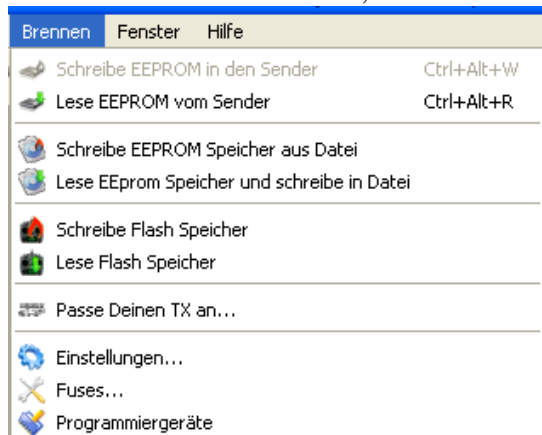 Brennen Fenster Hilfe
Schreibe EEPROM in den Sender Ctrl+Alt+W
Lese EEPROM vom Sender Ctrl+Alt+R
Schreibe EEPROM Speicher aus Datei
Lese EEprom Speicher und schreibe in Datei
Schreibe Flash Speicher
Lese Flash Speicher
Passe Deinen TX an...
Einstellungen...
Fuses...
Programmiergeräte